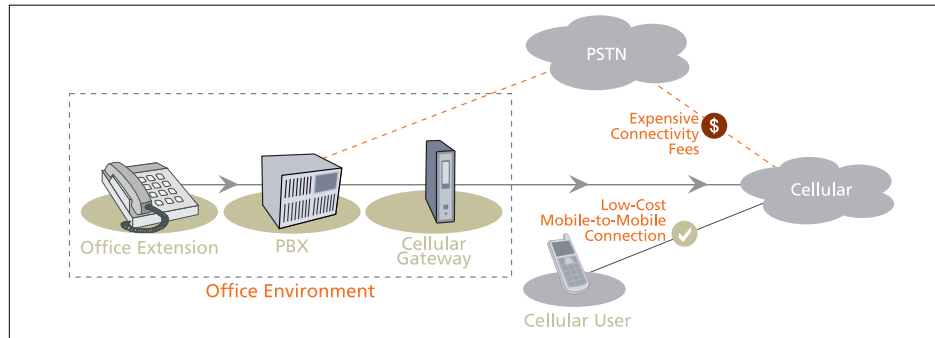 PSTN
Expensive
Connectivity
Fees
$
Cellular
Low-Cost
Mobile-to-Mobile
Connection
Office Extension
PBX
Cellular
Gateway
Office Environment
Cellular User